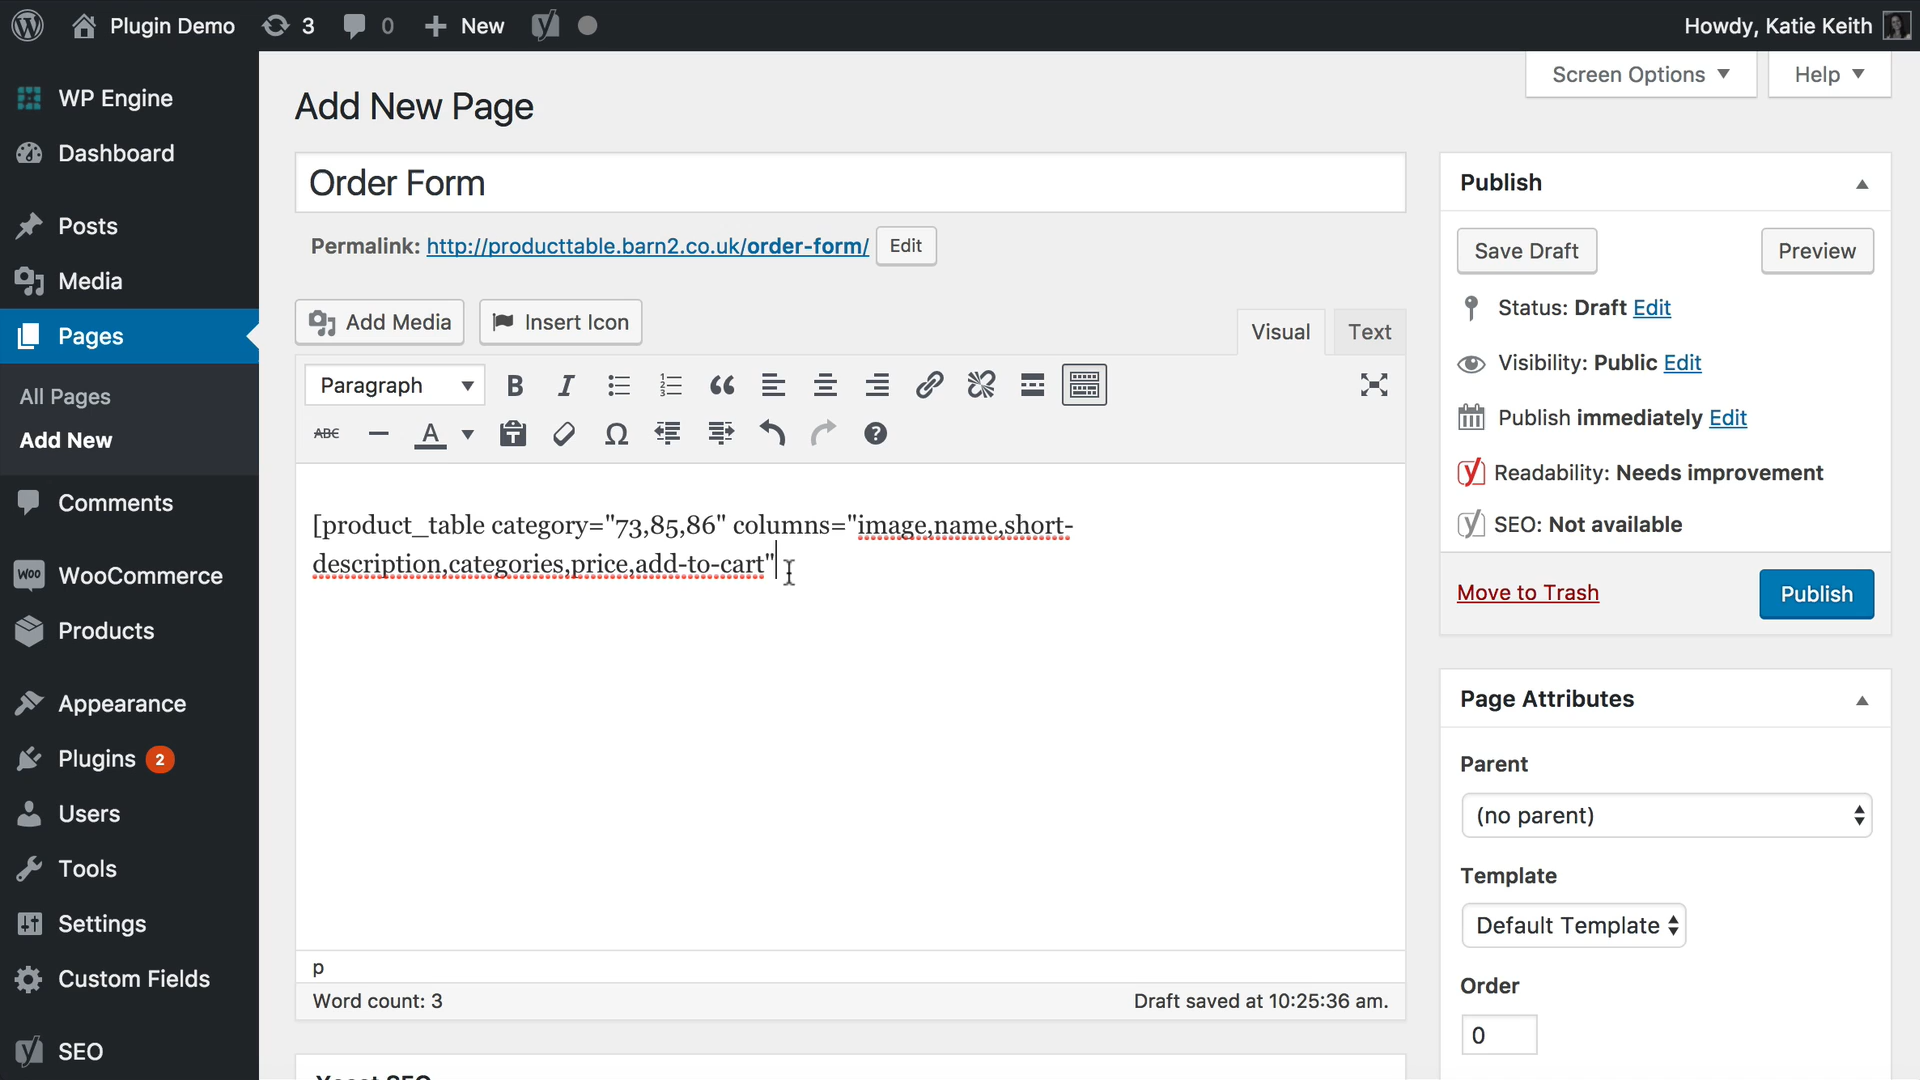 Plugin Demo 3 0 New Howdy, Katie Keith
Screen Options Help
WP Engine
Dashboard
Posts
Media
Pages
All Pages
Add New
Comments
WOO WooCommerce
Products
Appearance
Plugins 2
Users
Tools
Settings
Custom Fields
SEO
Add New Page
Order Form
Permalink: http://producttable.barn2.co.uk/order-form/ Edit
Add Media Insert Icon Visual Text
Paragraph B I
ABC A
[product_table category="73,85,86" columns="image,name,short-
description,categories,price,add-to-cart"
p
Word count: 3 Draft saved at 10:25:36 am.
Publish
Save Draft Preview
Status: Draft Edit
Visibility: Public Edit
Publish immediately Edit
Readability: Needs improvement
SEO: Not available
Move to Trash Publish
Page Attributes
Parent
(no parent)
Template
Default Template
Order
0